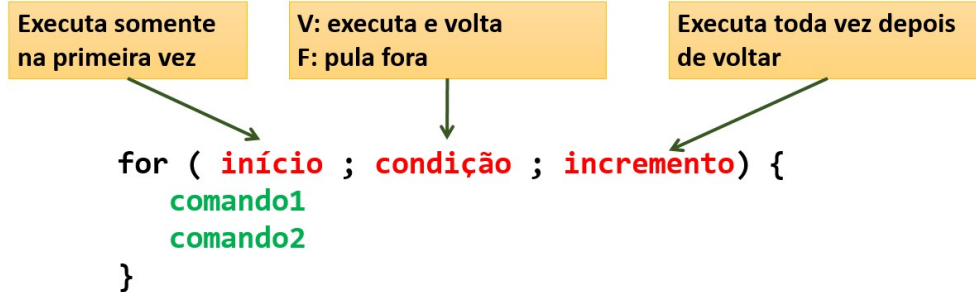 Executa somente
na primeira vez
V: executa e volta
F: pula fora
Executa toda vez depois
de voltar
for ( início ; condição ; incremento) {
comando1
comando2
}